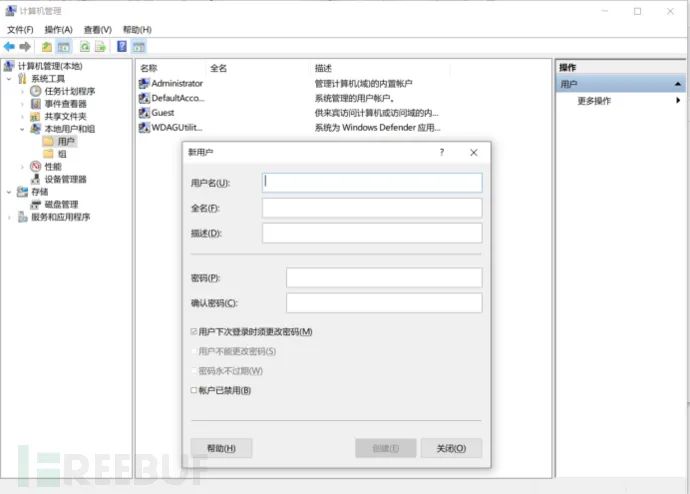 计算机管理
文件(F) 操作(A) 查看(V) 帮助(H)
计算机管理(本地)
系统工具
任务计划程序
事件查看器
共享文件夹
本地用户和组
用户
组
性能
设备管理器
存储
磁盘管理
服务和应用程序
名称 全名 描述
Administrator 管理计算机(域)的内置帐户
DefaultAcco... 系统管理的用户帐户。
Guest 供来宾访问计算机或访问域的内...
WDAGUtilit... 系统为 Windows Defender 应用...
操作
用户
更多操作
新用户
用户名(U):
全名(F):
描述(D):
密码(P):
确认密码(C):
用户下次登录时须更改密码(M)
用户不能更改密码(S)
密码永不过期(W)
帐户已禁用(B)
帮助(H) 创建(E) 关闭(O)
FREEBUF